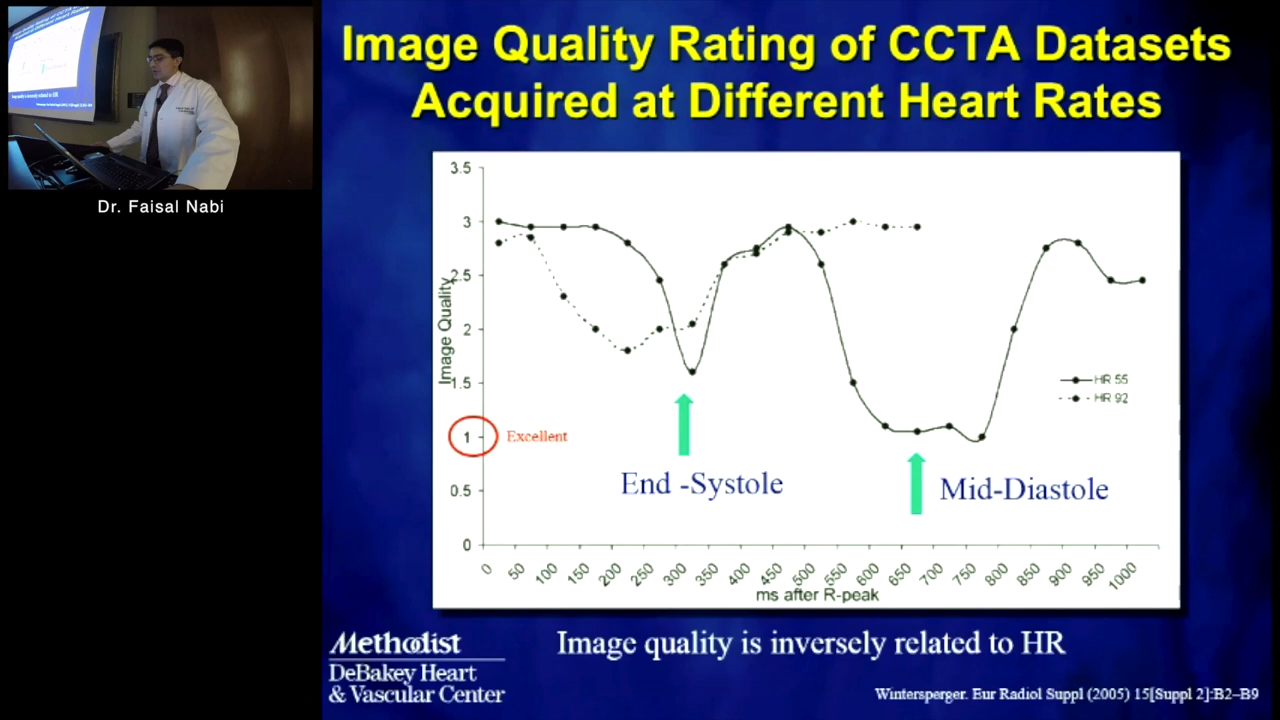 Image Quality Rating of CCTA Datasets
Acquired at Different Heart Rates
Dr. Faisal Nabi
3.5
3
2.5
2
1.5
1
0.5
0
Image Quality
Excellent
End -Systole
Mid-Diastole
HR 55
HR 92
0 50 100 150 200 250 300 350 400 450 500 550 600 650 700 750 800 850 900 950 1000
ms after R-peak
Image quality is inversely related to HR
Methodist
DeBakey Heart
& Vascular Center
Wintersperger. Eur Radiol Suppl (2005) 15[Suppl 2]:B2–B9